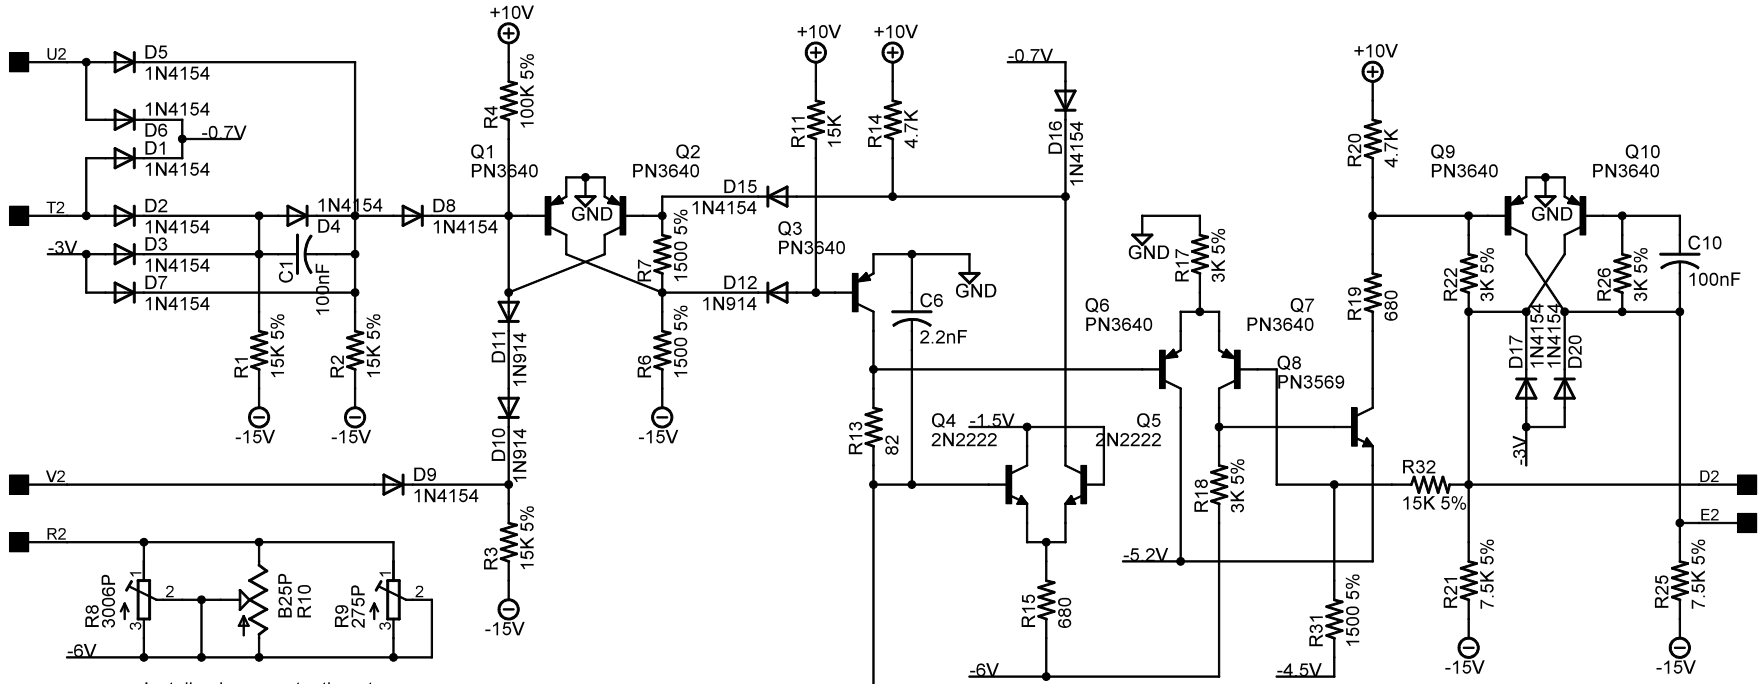 +10V
+10V
+10V
-0.7V
+10V
U2
D5
1N4154
1N4154
D6
-0.7V
D1
1N4154
T2
D2
1N4154
1N4154
D4
D8
1N4154
-3V
D3
1N4154
D7
1N4154
C1
100nF
R1
15K 5%
-15V
R2
15K 5%
-15V
R4
100K 5%
Q1
PN3640
Q2
PN3640
GND
D15
1N4154
R7
1500 5%
D12
1N914
R6
1500 5%
-15V
D11
1N914
D10
1N914
V2
D9
1N4154
R3
15K 5%
-15V
R2
R8
3006P
1
2
3
B25P
R10
R9
275P
1
2
3
-6V
R11
15K
R14
4.7K
D16
1N4154
Q3
PN3640
GND
C6
2.2nF
R13
82
Q4
2N2222
-1.5V
Q5
2N2222
R15
680
-6V
GND
R17
3K 5%
Q6
PN3640
Q7
PN3640
Q8
PN3569
R18
3K 5%
-5.2V
R31
1500 5%
-4.5V
R20
4.7K
R19
680
Q9
PN3640
Q10
PN3640
GND
R22
3K 5%
R26
3K 5%
C10
100nF
D17
1N4154
1N4154
D20
-3V
R32
15K 5%
D2
E2
R21
7.5K 5%
-15V
R25
7.5K 5%
-15V